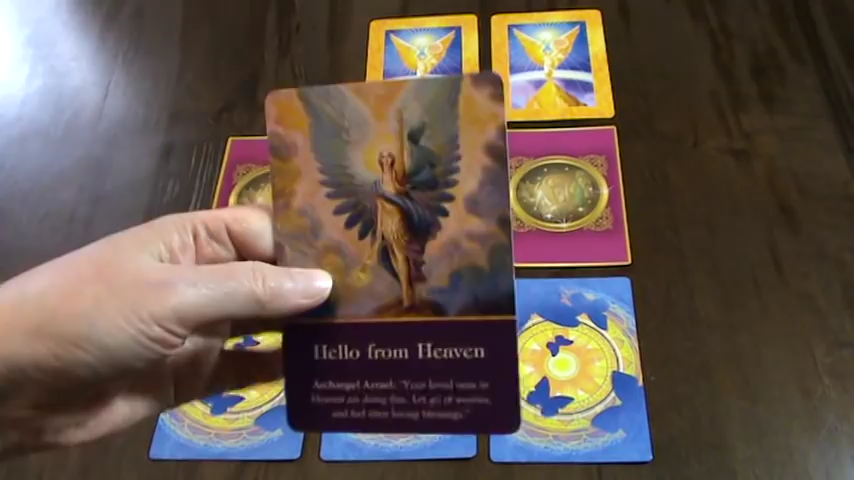 Hello from Heaven
Archangel Azrael: "Your loved ones in
Heaven are doing fine. Let go of worries,
and feel their loving blessings."